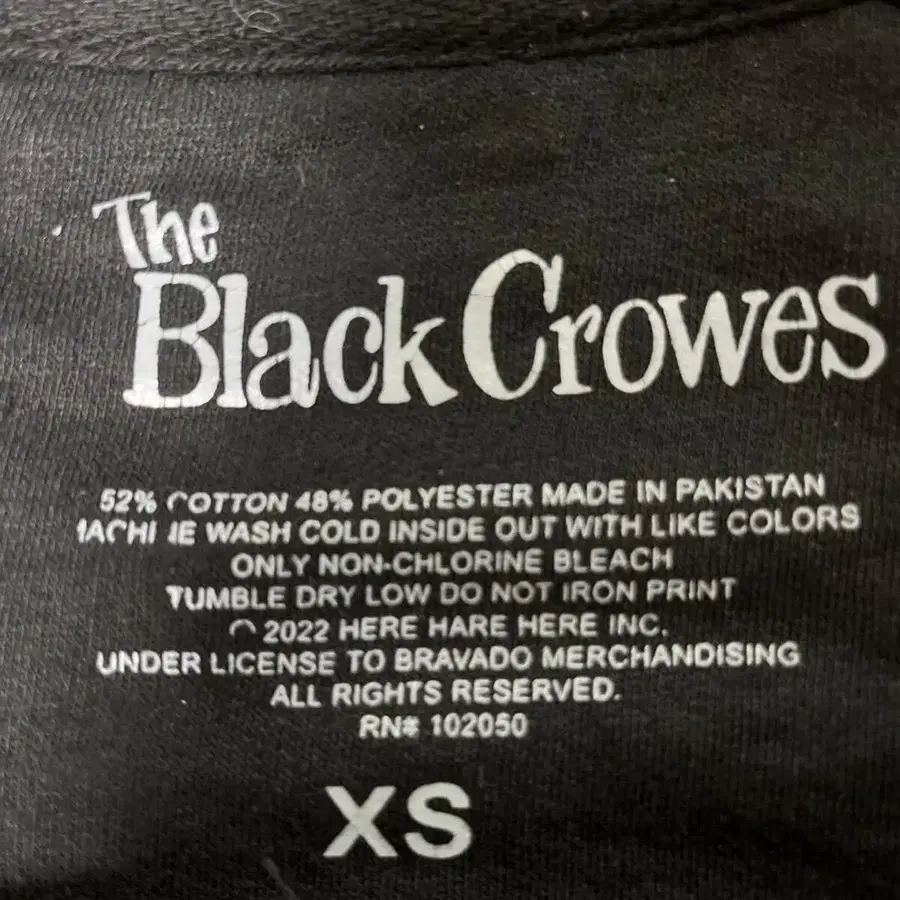 The
Black Crowes
52% COTTON 48% POLYESTER MADE IN PAKISTAN
MACHINE WASH COLD INSIDE OUT WITH LIKE COLORS
ONLY NON-CHLORINE BLEACH
TUMBLE DRY LOW DO NOT IRON PRINT
© 2022 HERE HARE HERE INC.
UNDER LICENSE TO BRAVADO MERCHANDISING
ALL RIGHTS RESERVED.
RN# 102050
XS